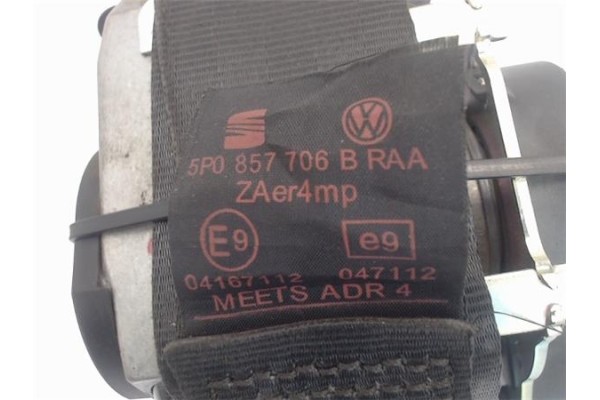 5P0 857 706 B RAA
ZAer4mp
E9 e9
04167112 047112
MEETS ADR 4